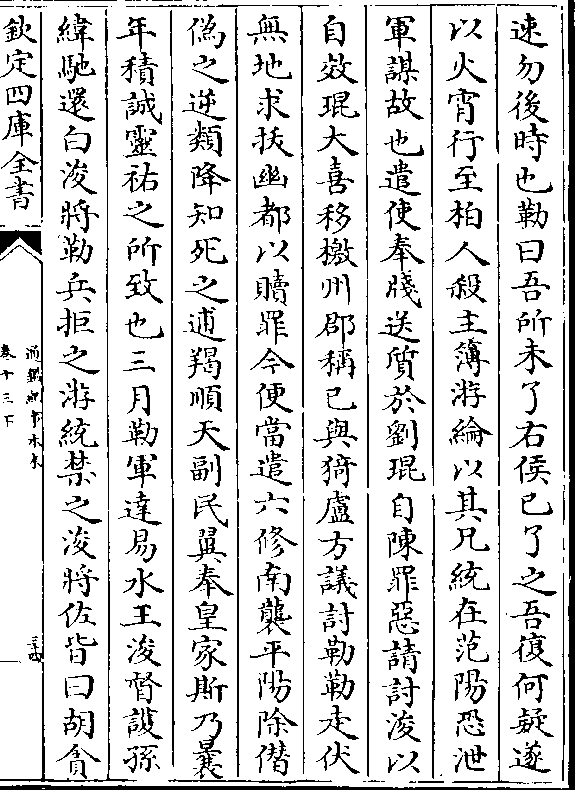 速勿後時也勒曰吾所未了右侯已了之吾復何疑遂
以火宵行至柏人殺主簿游綸以其兄統在范陽恐泄
軍謀故也遣使奉牋送質於劉琨自陳罪惡請討浚以
自效琨大喜移檄州郡稱已與猗盧方議討勒勒走伏
無地求拔幽都以贖罪今便當遣六修南襲平陽除僭
偽之逆類降知死之逋羯順天副民翼奉皇家斯乃曩
年積誠靈祐之所致也三月勒軍達易水王浚督護孫
緯馳還白浚將勒兵拒之游統禁之浚將佐皆曰胡貪
欽定四庫全書
通鑑紀事本末
卷十三下
三十四